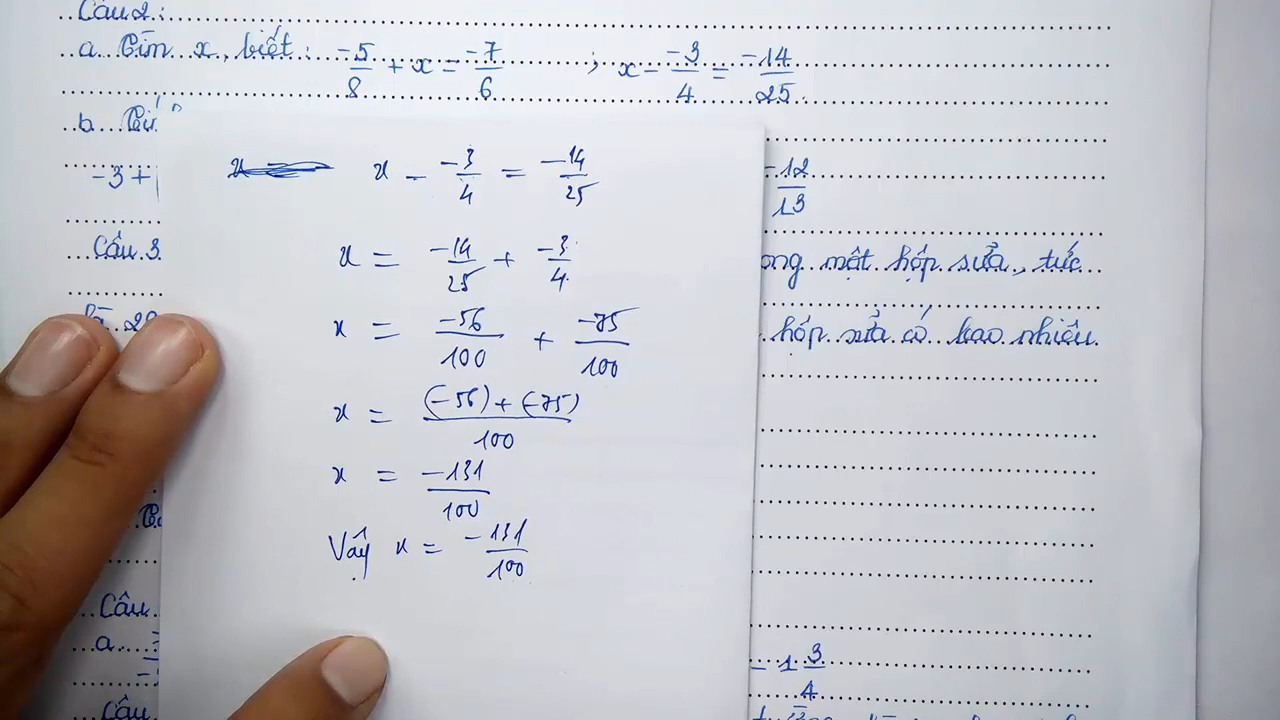 Câu 2:
a. Tìm x, biết: -5/8 + x = -7/6 ; x - -3/4 = -14/25
b
-3 +
-12/13
Câu 3
ong một hộp sữa, tức
là 20
hộp sữa có bao nhiêu
Câu
a.
- 1 3/4
Câu
x - -3/4 = -14/25
x = -14/25 + -3/4
x = -56/100 + -75/100
x = (-56) + (-75)/100
x = -131/100
Vậy x = -131/100